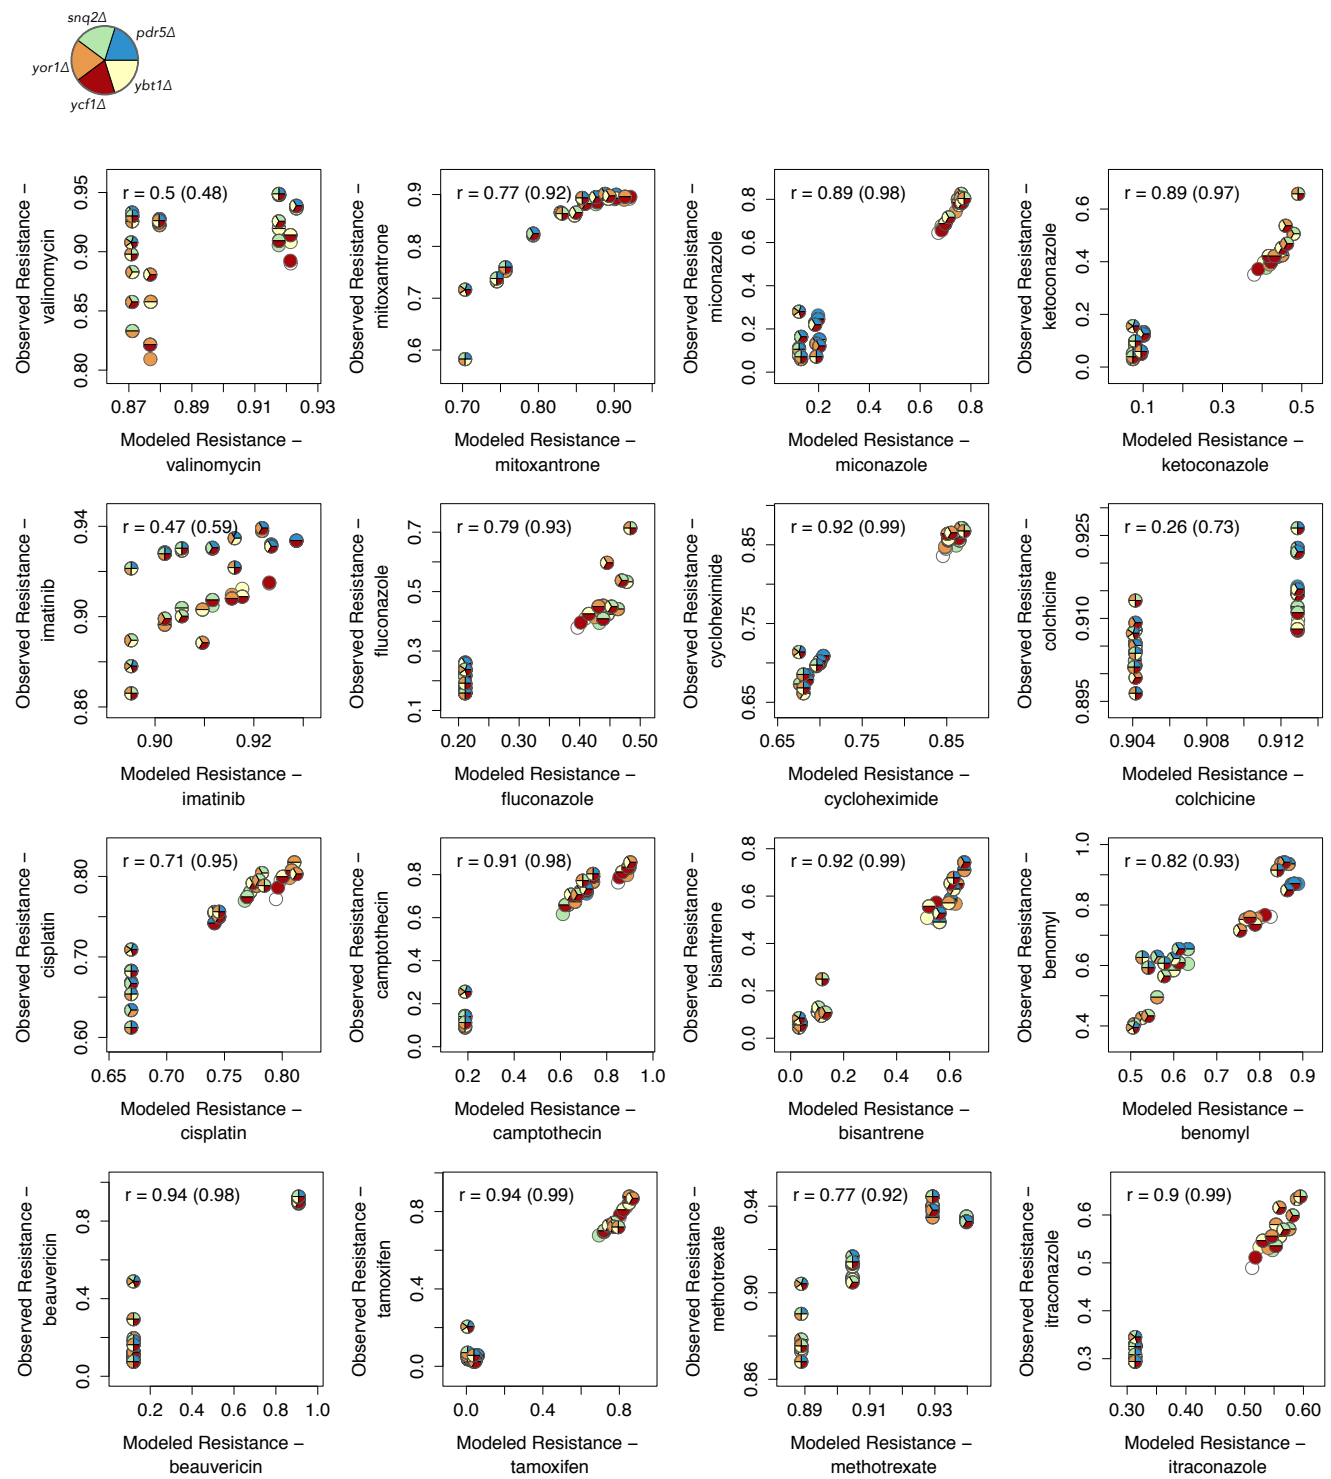 snq2Δ
pdr5Δ
yor1Δ
ybt1Δ
ycf1Δ
Observed Resistance –
valinomycin
r = 0.5 (0.48)
0.80 0.85 0.90 0.95
0.87 0.89 0.91 0.93
Modeled Resistance –
valinomycin
Observed Resistance –
mitoxantrone
r = 0.77 (0.92)
0.6 0.7 0.8 0.9
0.70 0.80 0.90
Modeled Resistance –
mitoxantrone
Observed Resistance –
miconazole
r = 0.89 (0.98)
0.0 0.2 0.4 0.6 0.8
0.2 0.4 0.6 0.8
Modeled Resistance –
miconazole
Observed Resistance –
ketoconazole
r = 0.89 (0.97)
0.0 0.2 0.4 0.6
0.1 0.3 0.5
Modeled Resistance –
ketoconazole
Observed Resistance –
imatinib
r = 0.47 (0.59)
0.86 0.90 0.94
0.90 0.92
Modeled Resistance –
imatinib
Observed Resistance –
fluconazole
r = 0.79 (0.93)
0.1 0.3 0.5 0.7
0.20 0.30 0.40 0.50
Modeled Resistance –
fluconazole
Observed Resistance –
cycloheximide
r = 0.92 (0.99)
0.65 0.75 0.85
0.65 0.75 0.85
Modeled Resistance –
cycloheximide
Observed Resistance –
colchicine
r = 0.26 (0.73)
0.895 0.910 0.925
0.904 0.908 0.912
Modeled Resistance –
colchicine
Observed Resistance –
cisplatin
r = 0.71 (0.95)
0.60 0.70 0.80
0.65 0.70 0.75 0.80
Modeled Resistance –
cisplatin
Observed Resistance –
camptothecin
r = 0.91 (0.98)
0.0 0.2 0.4 0.6 0.8
0.2 0.4 0.6 0.8 1.0
Modeled Resistance –
camptothecin
Observed Resistance –
bisantrene
r = 0.92 (0.99)
0.0 0.2 0.4 0.6 0.8
0.0 0.2 0.4 0.6
Modeled Resistance –
bisantrene
Observed Resistance –
benomyl
r = 0.82 (0.93)
0.4 0.6 0.8 1.0
0.5 0.6 0.7 0.8 0.9
Modeled Resistance –
benomyl
Observed Resistance –
beauvericin
r = 0.94 (0.98)
0.0 0.4 0.8
0.2 0.4 0.6 0.8 1.0
Modeled Resistance –
beauvericin
Observed Resistance –
tamoxifen
r = 0.94 (0.99)
0.0 0.4 0.8
0.0 0.4 0.8
Modeled Resistance –
tamoxifen
Observed Resistance –
methotrexate
r = 0.77 (0.92)
0.86 0.90 0.94
0.89 0.91 0.93
Modeled Resistance –
methotrexate
Observed Resistance –
itraconazole
r = 0.9 (0.99)
0.3 0.4 0.5 0.6
0.30 0.40 0.50 0.60
Modeled Resistance –
itraconazole